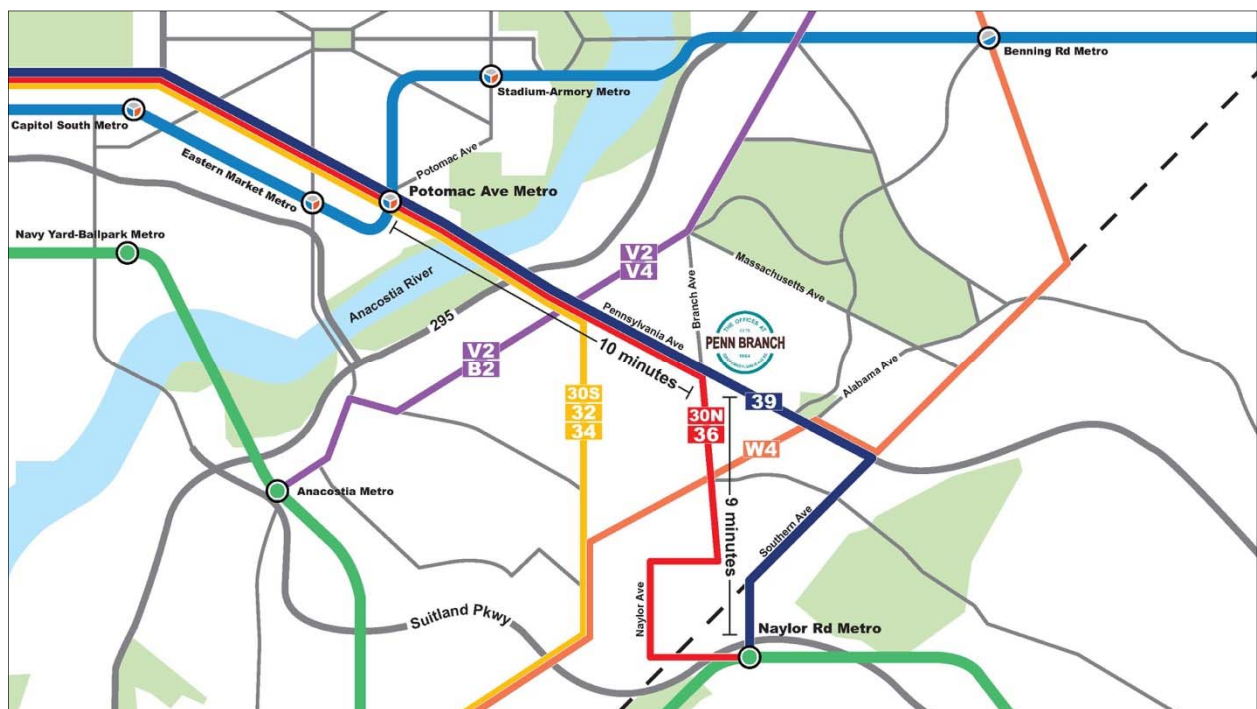 Benning Rd Metro
Stadium-Armory Metro
Capitol South Metro
Potomac Ave
Eastern Market Metro
Potomac Ave Metro
Navy Yard-Ballpark Metro
V2
V4
Massachusetts Ave
Anacostia River
Branch Ave
295
Pennsylvania Ave
THE OFFICES AT
PENN BRANCH
V2
B2
10 minutes
Alabama Ave
30S
32
34
39
30N
36
W4
Anacostia Metro
9 minutes
Southern Ave
Naylor Ave
Suitland Pkwy
Naylor Rd Metro